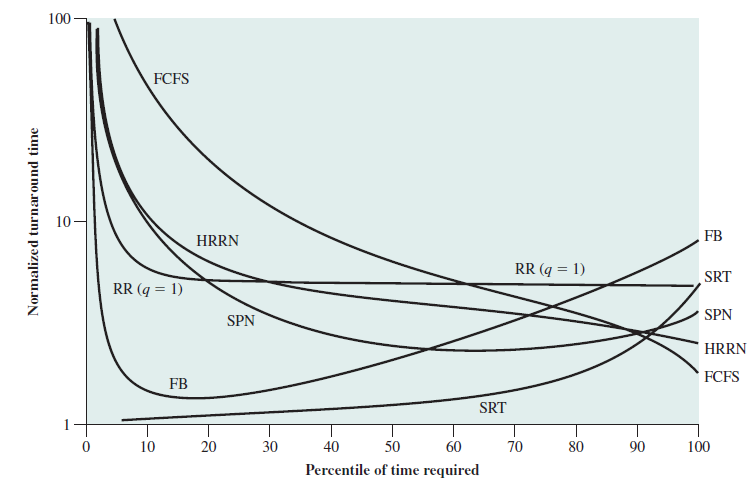 100
FCFS
Normalized turnaround time
10
HRRN
RR (q = 1)
FB
RR (q = 1)
SRT
SPN
SPN
HRRN
FB
FCFS
SRT
1
0 10 20 30 40 50 60 70 80 90 100
Percentile of time required